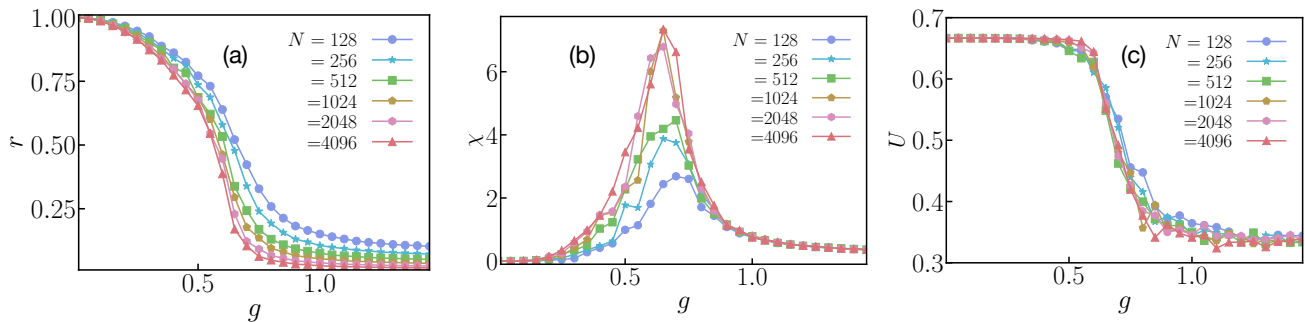 1.00
0.75
0.50
0.25
r
0.5
1.0
g
(a)
N = 128
= 256
= 512
=1024
=2048
=4096
6
4
2
0
χ
0.5
1.0
g
(b)
N = 128
= 256
= 512
=1024
=2048
=4096
0.7
0.6
0.5
0.4
0.3
U
0.5
1.0
g
(c)
N = 128
= 256
= 512
=1024
=2048
=4096